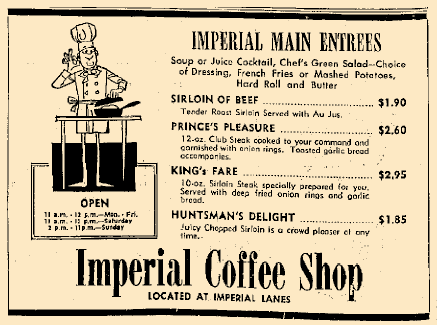 IMPERIAL MAIN ENTREES
Soup or Juice Cocktail, Chef's Green Salad—Choice
of Dressing, French Fries or Mashed Potatoes,
Hard Roll and Butter
SIRLOIN OF BEEF $1.90
Tender Roast Sirloin Served with Au Jus.
PRINCE'S PLEASURE $2.60
12-oz. Club Steak cooked to your command and
garnished with onion rings. Toasted garlic bread
accompanies.
KING's FARE $2.95
10-oz. Sirloin Steak specially prepared for you.
Served with deep fried onion rings and garlic
bread.
HUNTSMAN'S DELIGHT $1.85
Juicy Chopped Sirloin is a crowd pleaser at any
time.
OPEN
11 a.m. - 12 p.m.—Mon. - Fri.
11 a.m. - 12 p.m.—Saturday
2 p.m. - 11p.m.—Sunday
Imperial Coffee Shop
LOCATED AT IMPERIAL LANES